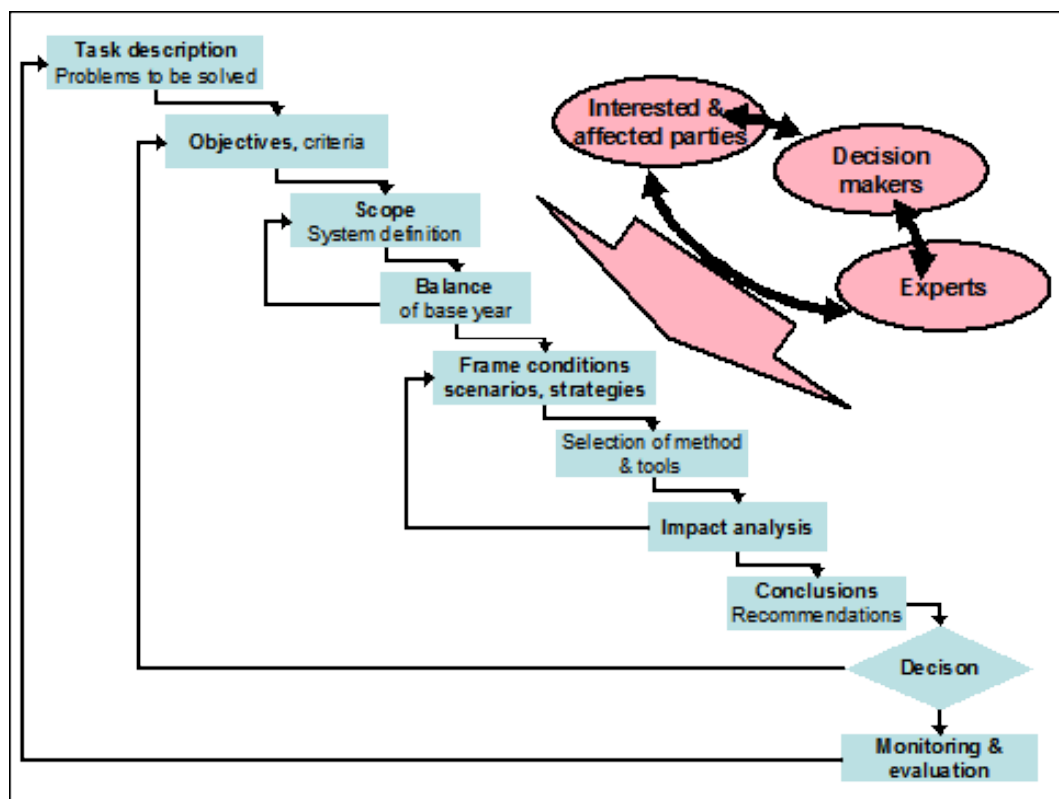 Task description
Problems to be solved
Objectives, criteria
Scope
System definition
Balance
of base year
Frame conditions
scenarios, strategies
Selection of method
& tools
Impact analysis
Conclusions
Recommendations
Decison
Monitoring &
evaluation
Interested &
affected parties
Decision
makers
Experts